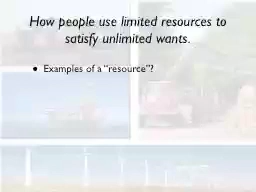 How people use limited resources to
satisfy unlimited wants.
● Examples of a “resource”?